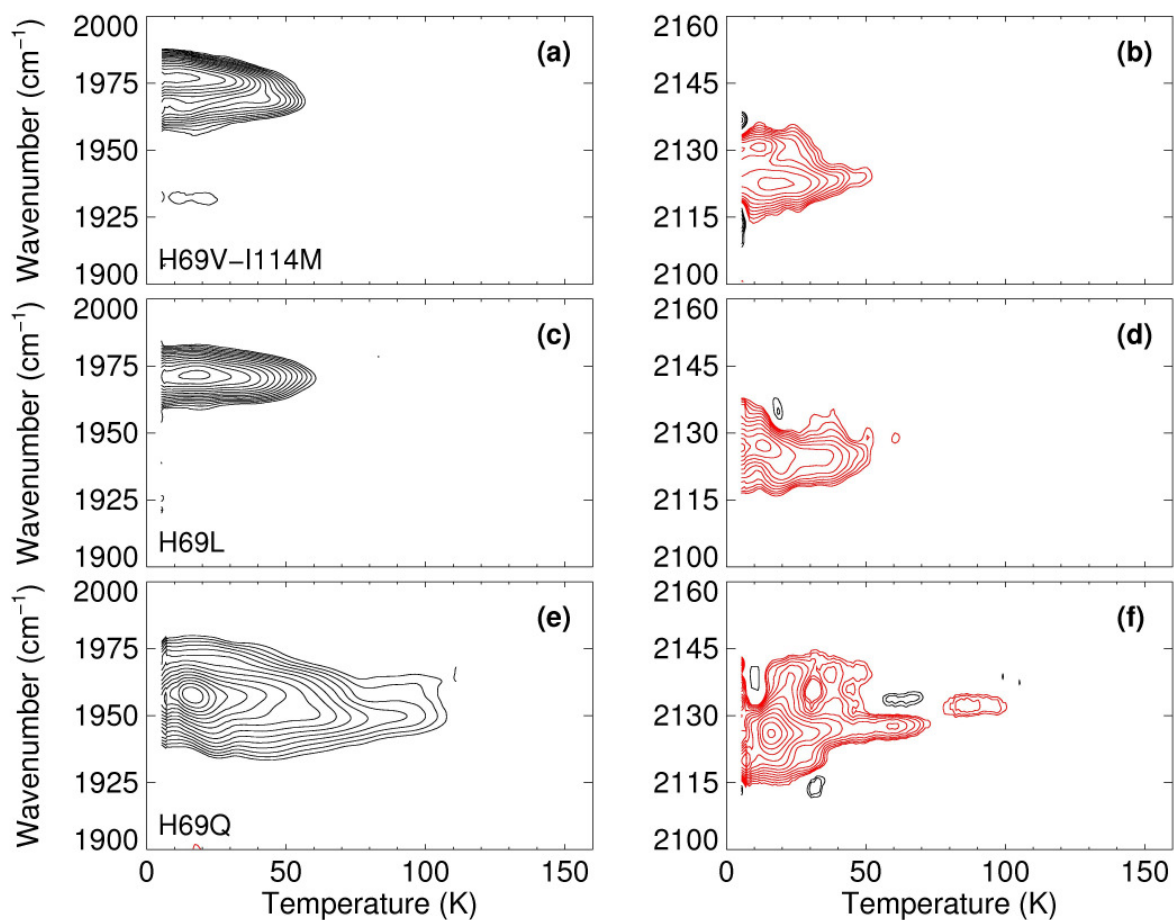 Wavenumber (cm⁻¹)
2000
1975
1950
1925
1900
(a)
H69V−I114M
2160
2145
2130
2115
2100
(b)
Wavenumber (cm⁻¹)
2000
1975
1950
1925
1900
(c)
H69L
2160
2145
2130
2115
2100
(d)
Wavenumber (cm⁻¹)
2000
1975
1950
1925
1900
(e)
H69Q
0 50 100 150
Temperature (K)
2160
2145
2130
2115
2100
(f)
0 50 100 150
Temperature (K)